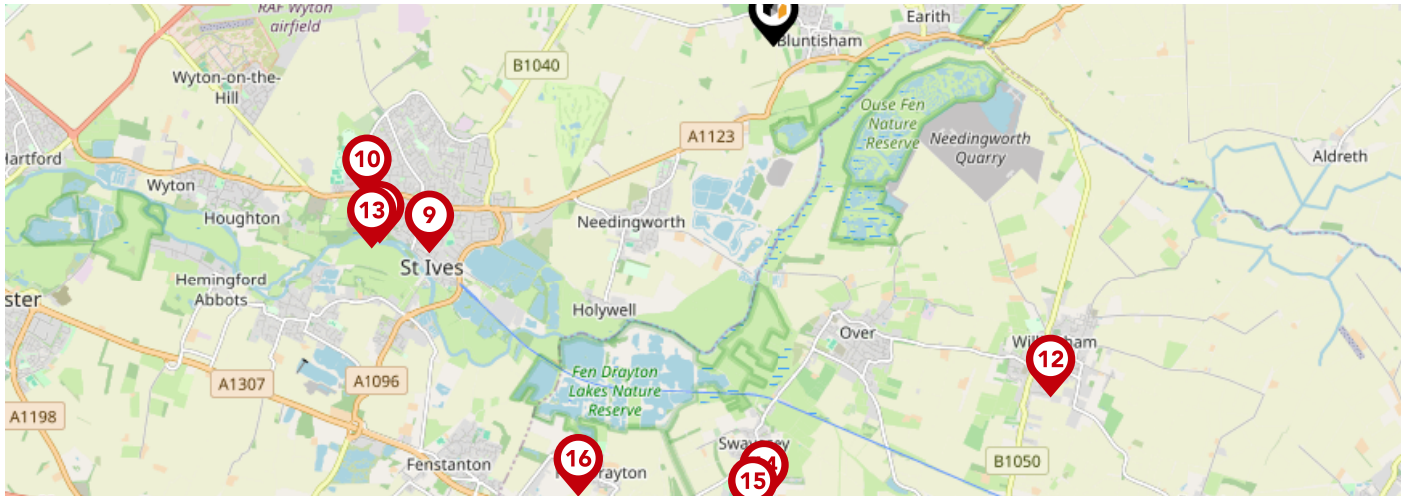 RAF Wyton
airfield
Earith
Bluntisham
B1040
Wyton-on-the-
Hill
Ouse Fen
Nature
Reserve
A1123
Needingworth
Quarry
Hartford
10
Aldreth
Wyton
13
9
Houghton
Needingworth
St Ives
Hemingford
Abbots
ster
Holywell
Over
12
Fen Drayton
Lakes Nature
Reserve
A1307
A1096
A1198
16
Fenstanton
15
B1050